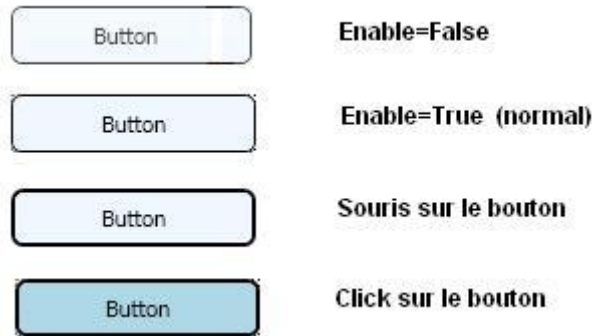 Button Enable=False
Button Enable=True (normal)
Button Souris sur le bouton
Button Click sur le bouton